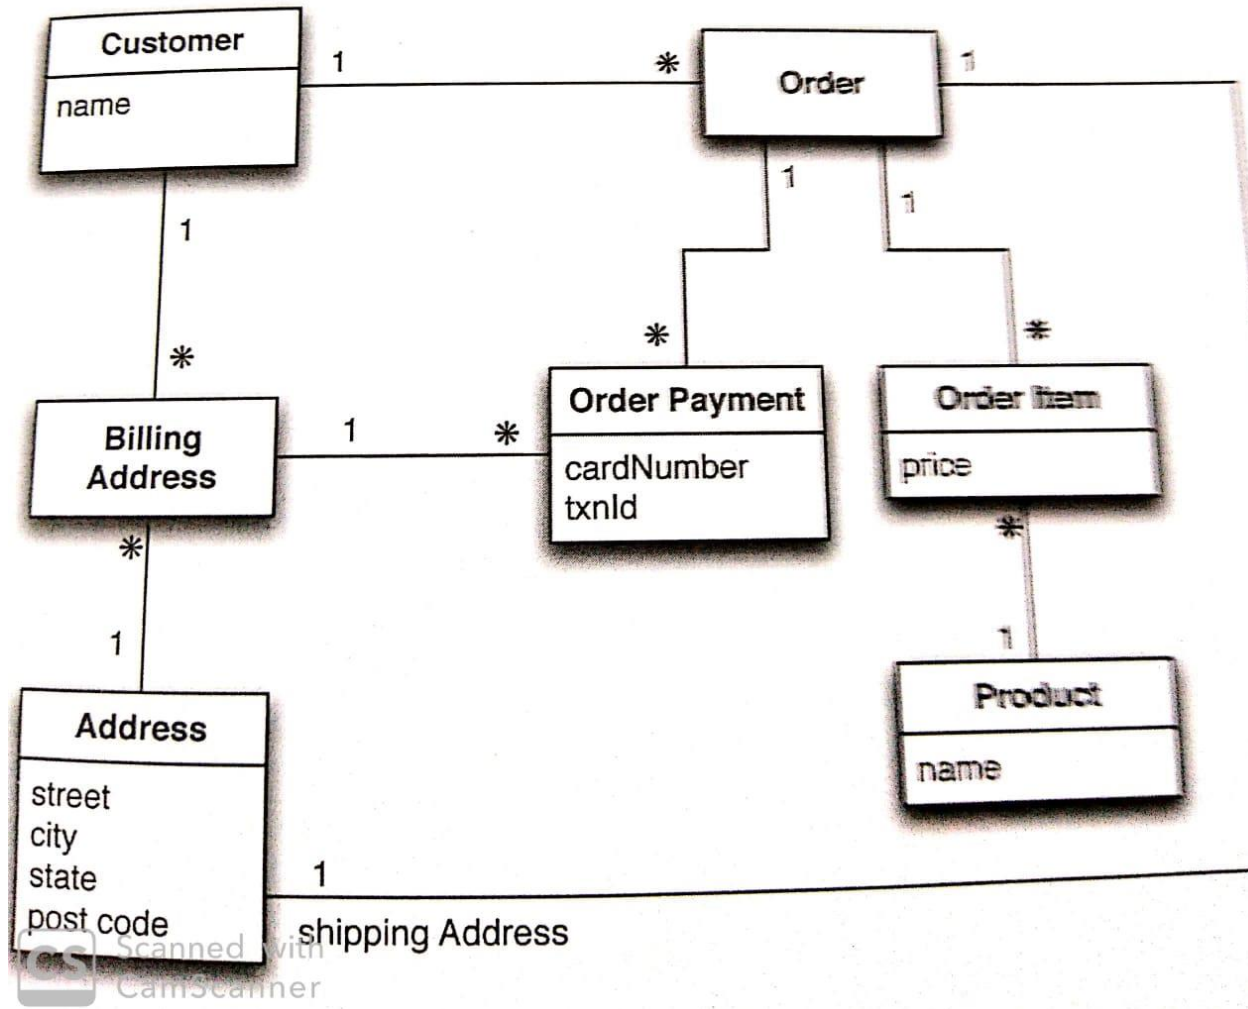 Customer
name
1
*
Order
1
1
*
1
*
1
*
Billing
Address
1
*
Order Payment
cardNumber
txnId
Order Item
price
*
1
*
1
Product
name
Address
street
city
state
post code
1
shipping Address
CS Scanned with
CamScanner